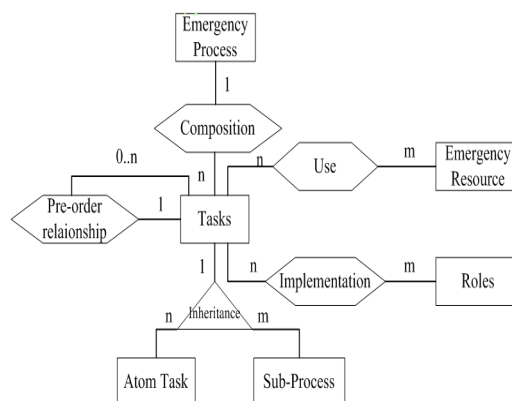 Emergency
Process
1
Composition
0..n
n
n
Use
m
Emergency
Resource
Pre-order
relaionship
1
Tasks
1
n
Implementation
m
Roles
n
Inheritance
m
Atom Task
Sub-Process